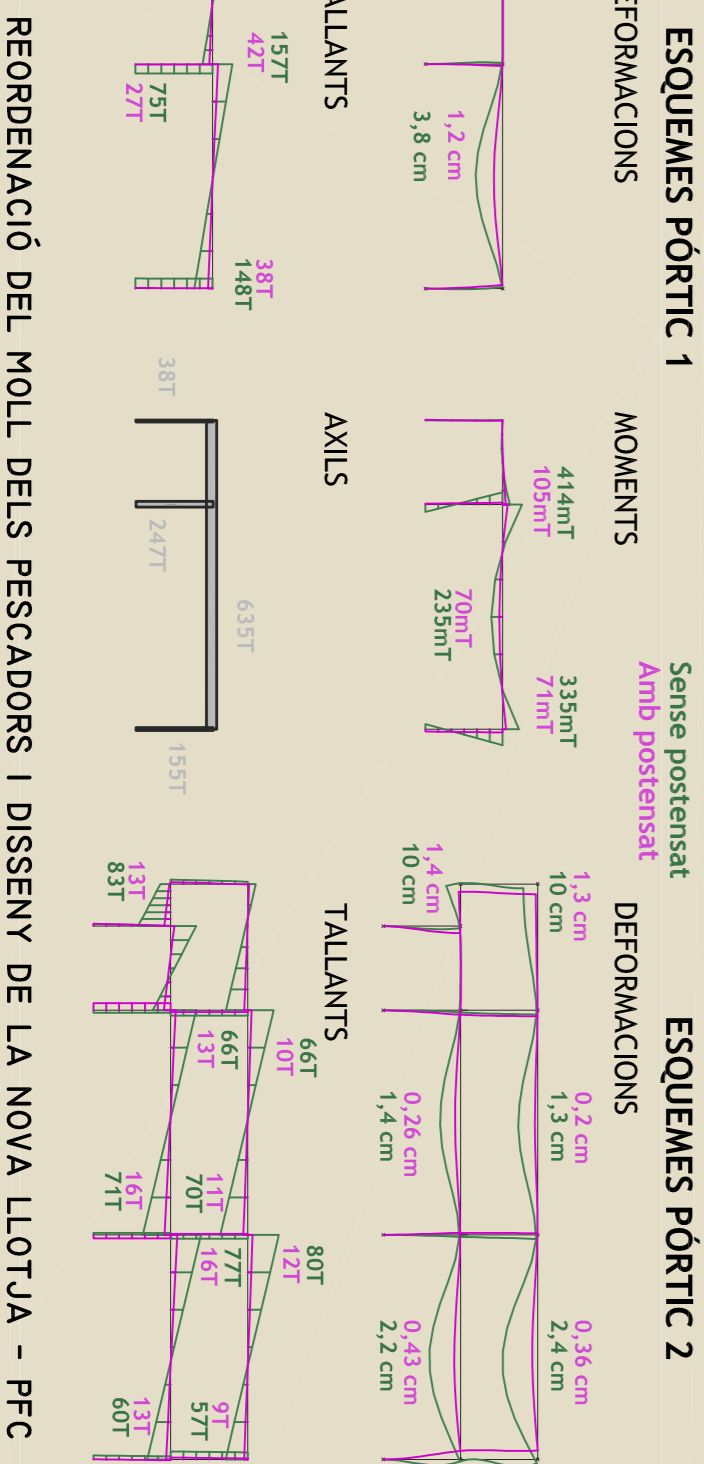 ESQUEMES PÓRTIC 1
EFORMACIONS
1,2 cm
3,8 cm
ALLANTS
157T
42T
75T
27T
38T
148T
MOMENTS
414mT
105mT
70mT
235mT
335mT
71mT
AXILS
38T
247T
635T
155T
Sense postensat
Amb postensat
ESQUEMES PÓRTIC 2
DEFORMACIONS
1,3 cm
10 cm
1,4 cm
10 cm
0,2 cm
1,3 cm
0,26 cm
1,4 cm
0,36 cm
2,4 cm
0,43 cm
2,2 cm
TALLANTS
13T
83T
66T
10T
66T
13T
11T
70T
16T
71T
80T
12T
77T
16T
9T
57T
13T
60T
REORDENACIÓ DEL MOLL DELS PESCADORS I DISSENY DE LA NOVA LLOTJA - PFC